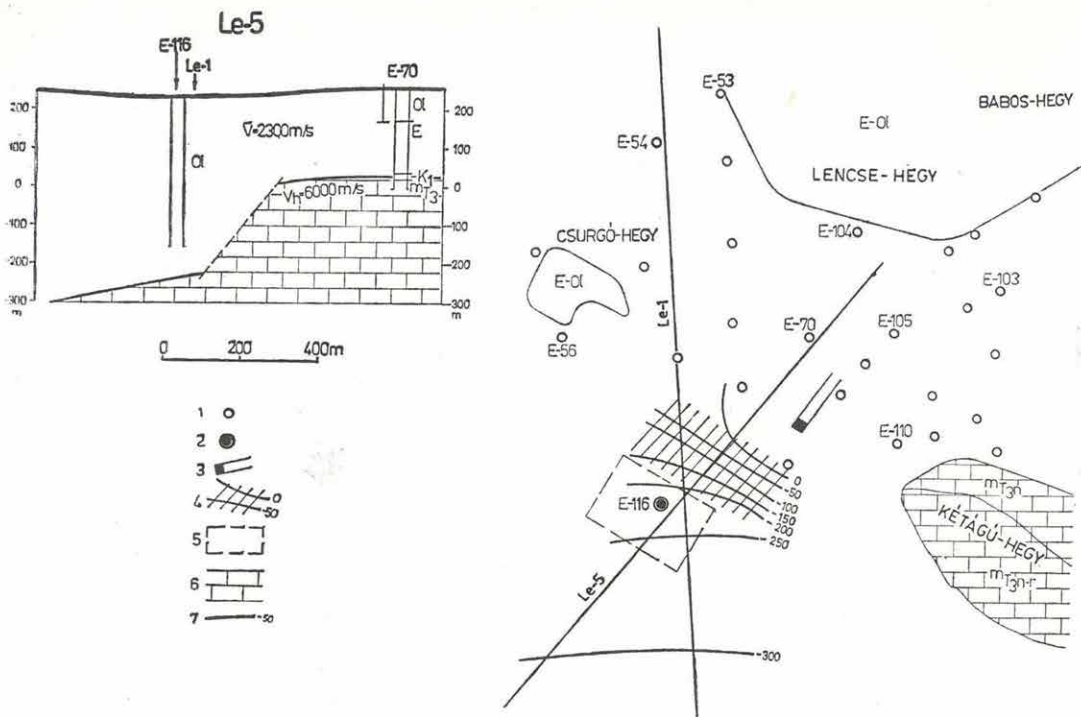 Le-5
E-116
Le-1
E-70
200
100
0
-100
-200
-300
m
Ol
V̄=2300m/s
Ol
E
K₁
mT₃
Vh=6000m/s
200
100
0
-100
-200
-300
m
0 200 400m
1
2
3
4 0 -50
5
6
7 -50
E-53
BABOS-HEGY
E-Ol
E-54
LENCSE-HEGY
E-104
CSURGÓ-HEGY
E-Ol
E-103
Le-1
E-70
E-105
E-56
E-110
0
-50
-100
-150
-200
-250
E-116
mT₃n
KÉTÁGÚ-HEGY
mT₃n-r
Le-5
-300